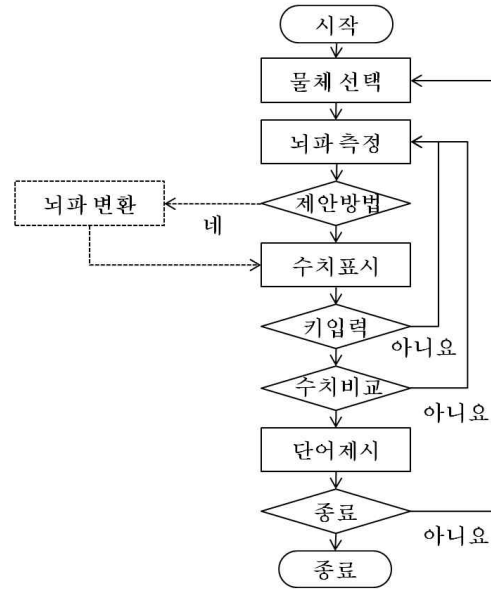 시작
물체 선택
뇌파 측정
제안방법
네
뇌파 변환
수치표시
키입력
아니요
수치비교
아니요
단어제시
종료
아니요
종료